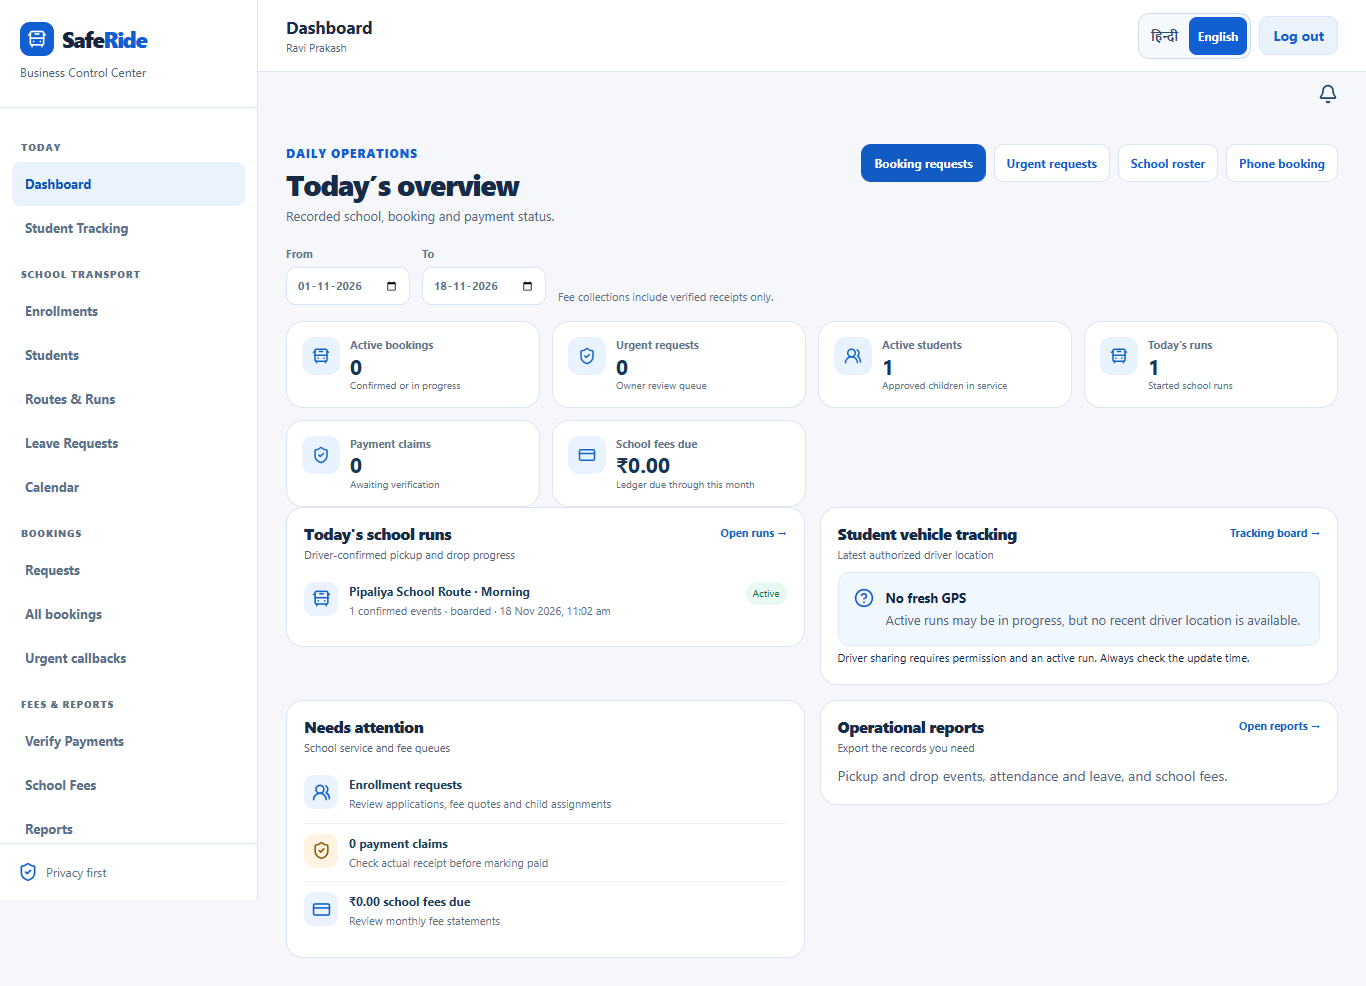 SafeRide
Business Control Center
TODAY
Dashboard
Student Tracking
SCHOOL TRANSPORT
Enrollments
Students
Routes & Runs
Leave Requests
Calendar
BOOKINGS
Requests
All bookings
Urgent callbacks
FEES & REPORTS
Verify Payments
School Fees
Reports
Privacy first
Dashboard
Ravi Prakash
हिन्दी English Log out
DAILY OPERATIONS
Today´s overview
Recorded school, booking and payment status.
Booking requests Urgent requests School roster Phone booking
From To
01-11-2026 18-11-2026
Fee collections include verified receipts only.
Active bookings
0
Confirmed or in progress
Urgent requests
0
Owner review queue
Active students
1
Approved children in service
Today's runs
1
Started school runs
Payment claims
0
Awaiting verification
School fees due
₹0.00
Ledger due through this month
Today's school runs
Open runs →
Driver-confirmed pickup and drop progress
Pipaliya School Route · Morning
1 confirmed events · boarded · 18 Nov 2026, 11:02 am
Active
Student vehicle tracking
Tracking board →
Latest authorized driver location
No fresh GPS
Active runs may be in progress, but no recent driver location is available.
Driver sharing requires permission and an active run. Always check the update time.
Needs attention
School service and fee queues
Enrollment requests
Review applications, fee quotes and child assignments
0 payment claims
Check actual receipt before marking paid
₹0.00 school fees due
Review monthly fee statements
Operational reports
Open reports →
Export the records you need
Pickup and drop events, attendance and leave, and school fees.